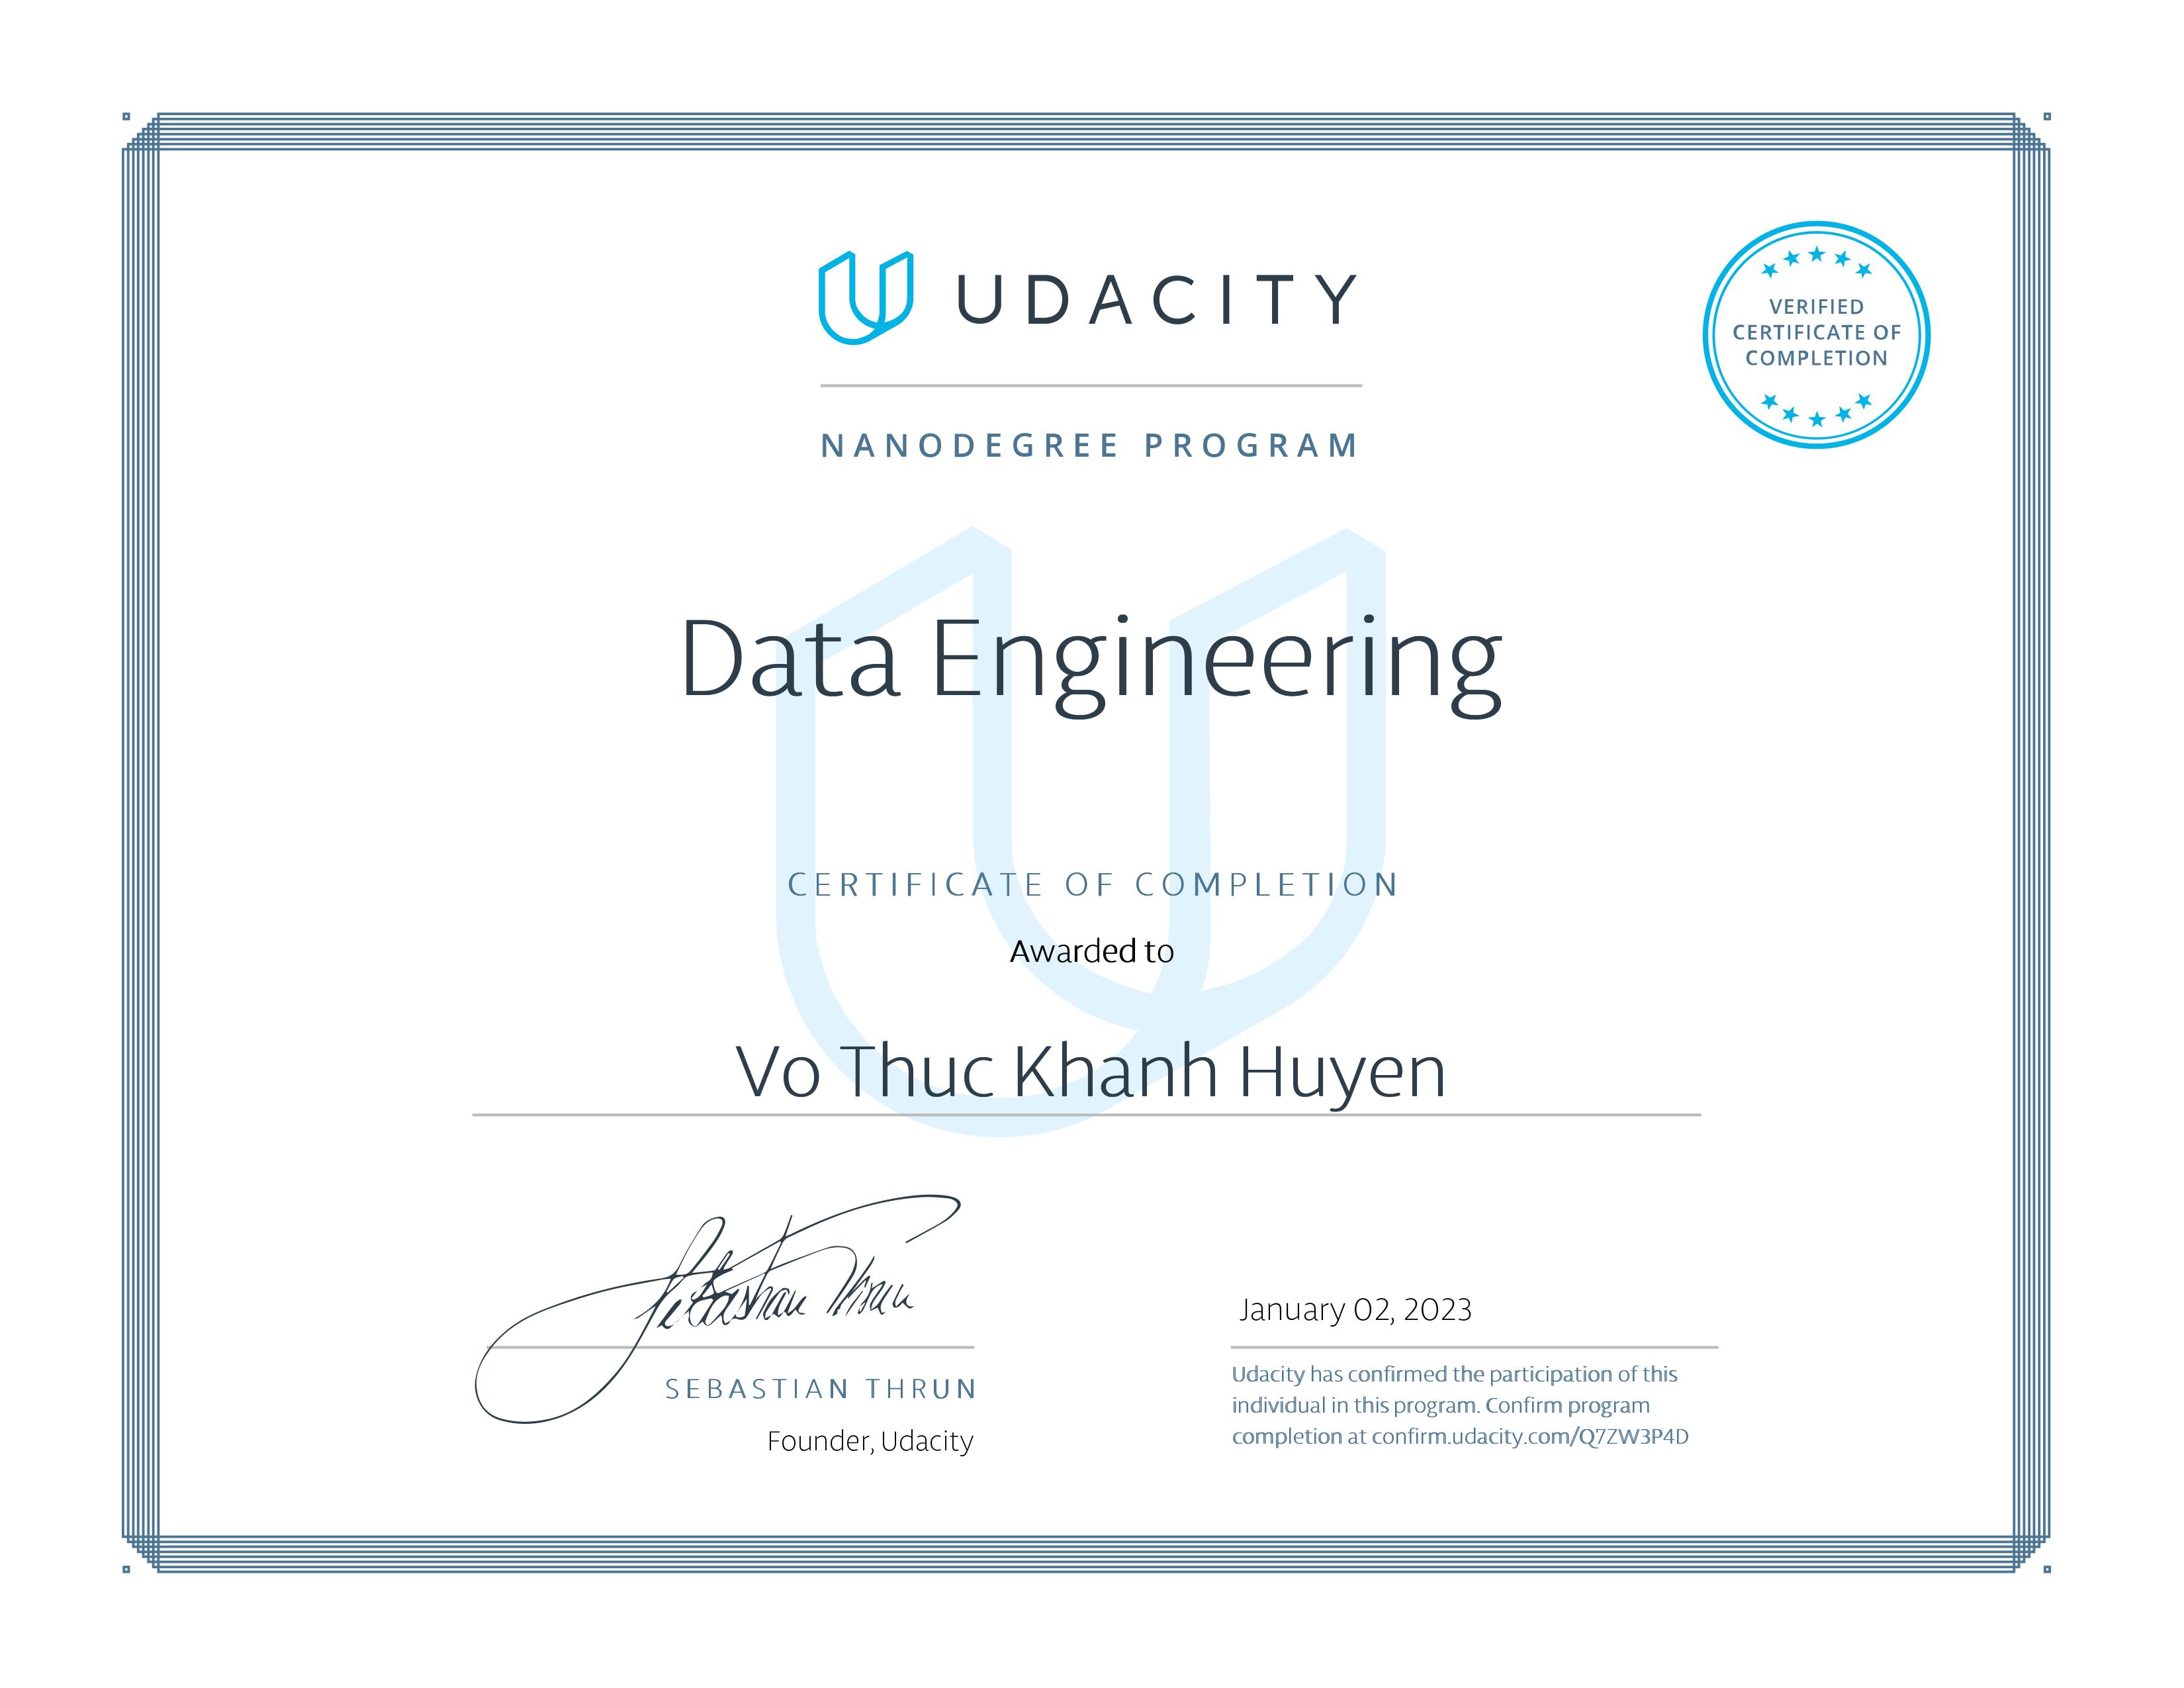 UDACITY
VERIFIED
CERTIFICATE OF
COMPLETION
NANODEGREE PROGRAM
Data Engineering
CERTIFICATE OF COMPLETION
Awarded to
Vo Thuc Khanh Huyen
Sebastian Thrun
SEBASTIAN THRUN
Founder, Udacity
January 02, 2023
Udacity has confirmed the participation of this
individual in this program. Confirm program
completion at confirm.udacity.com/Q7ZW3P4D